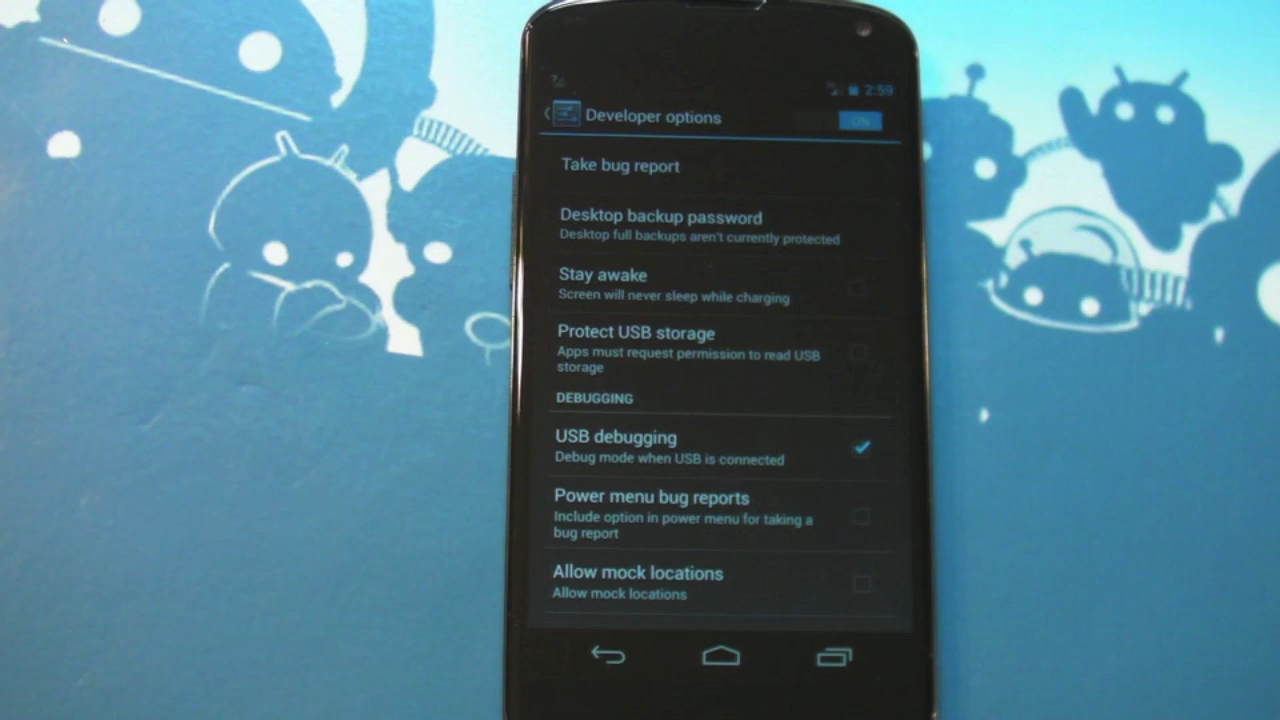 2:59
Developer options
ON
Take bug report
Desktop backup password
Desktop full backups aren't currently protected
Stay awake
Screen will never sleep while charging
Protect USB storage
Apps must request permission to read USB
storage
DEBUGGING
USB debugging
Debug mode when USB is connected
Power menu bug reports
Include option in power menu for taking a
bug report
Allow mock locations
Allow mock locations